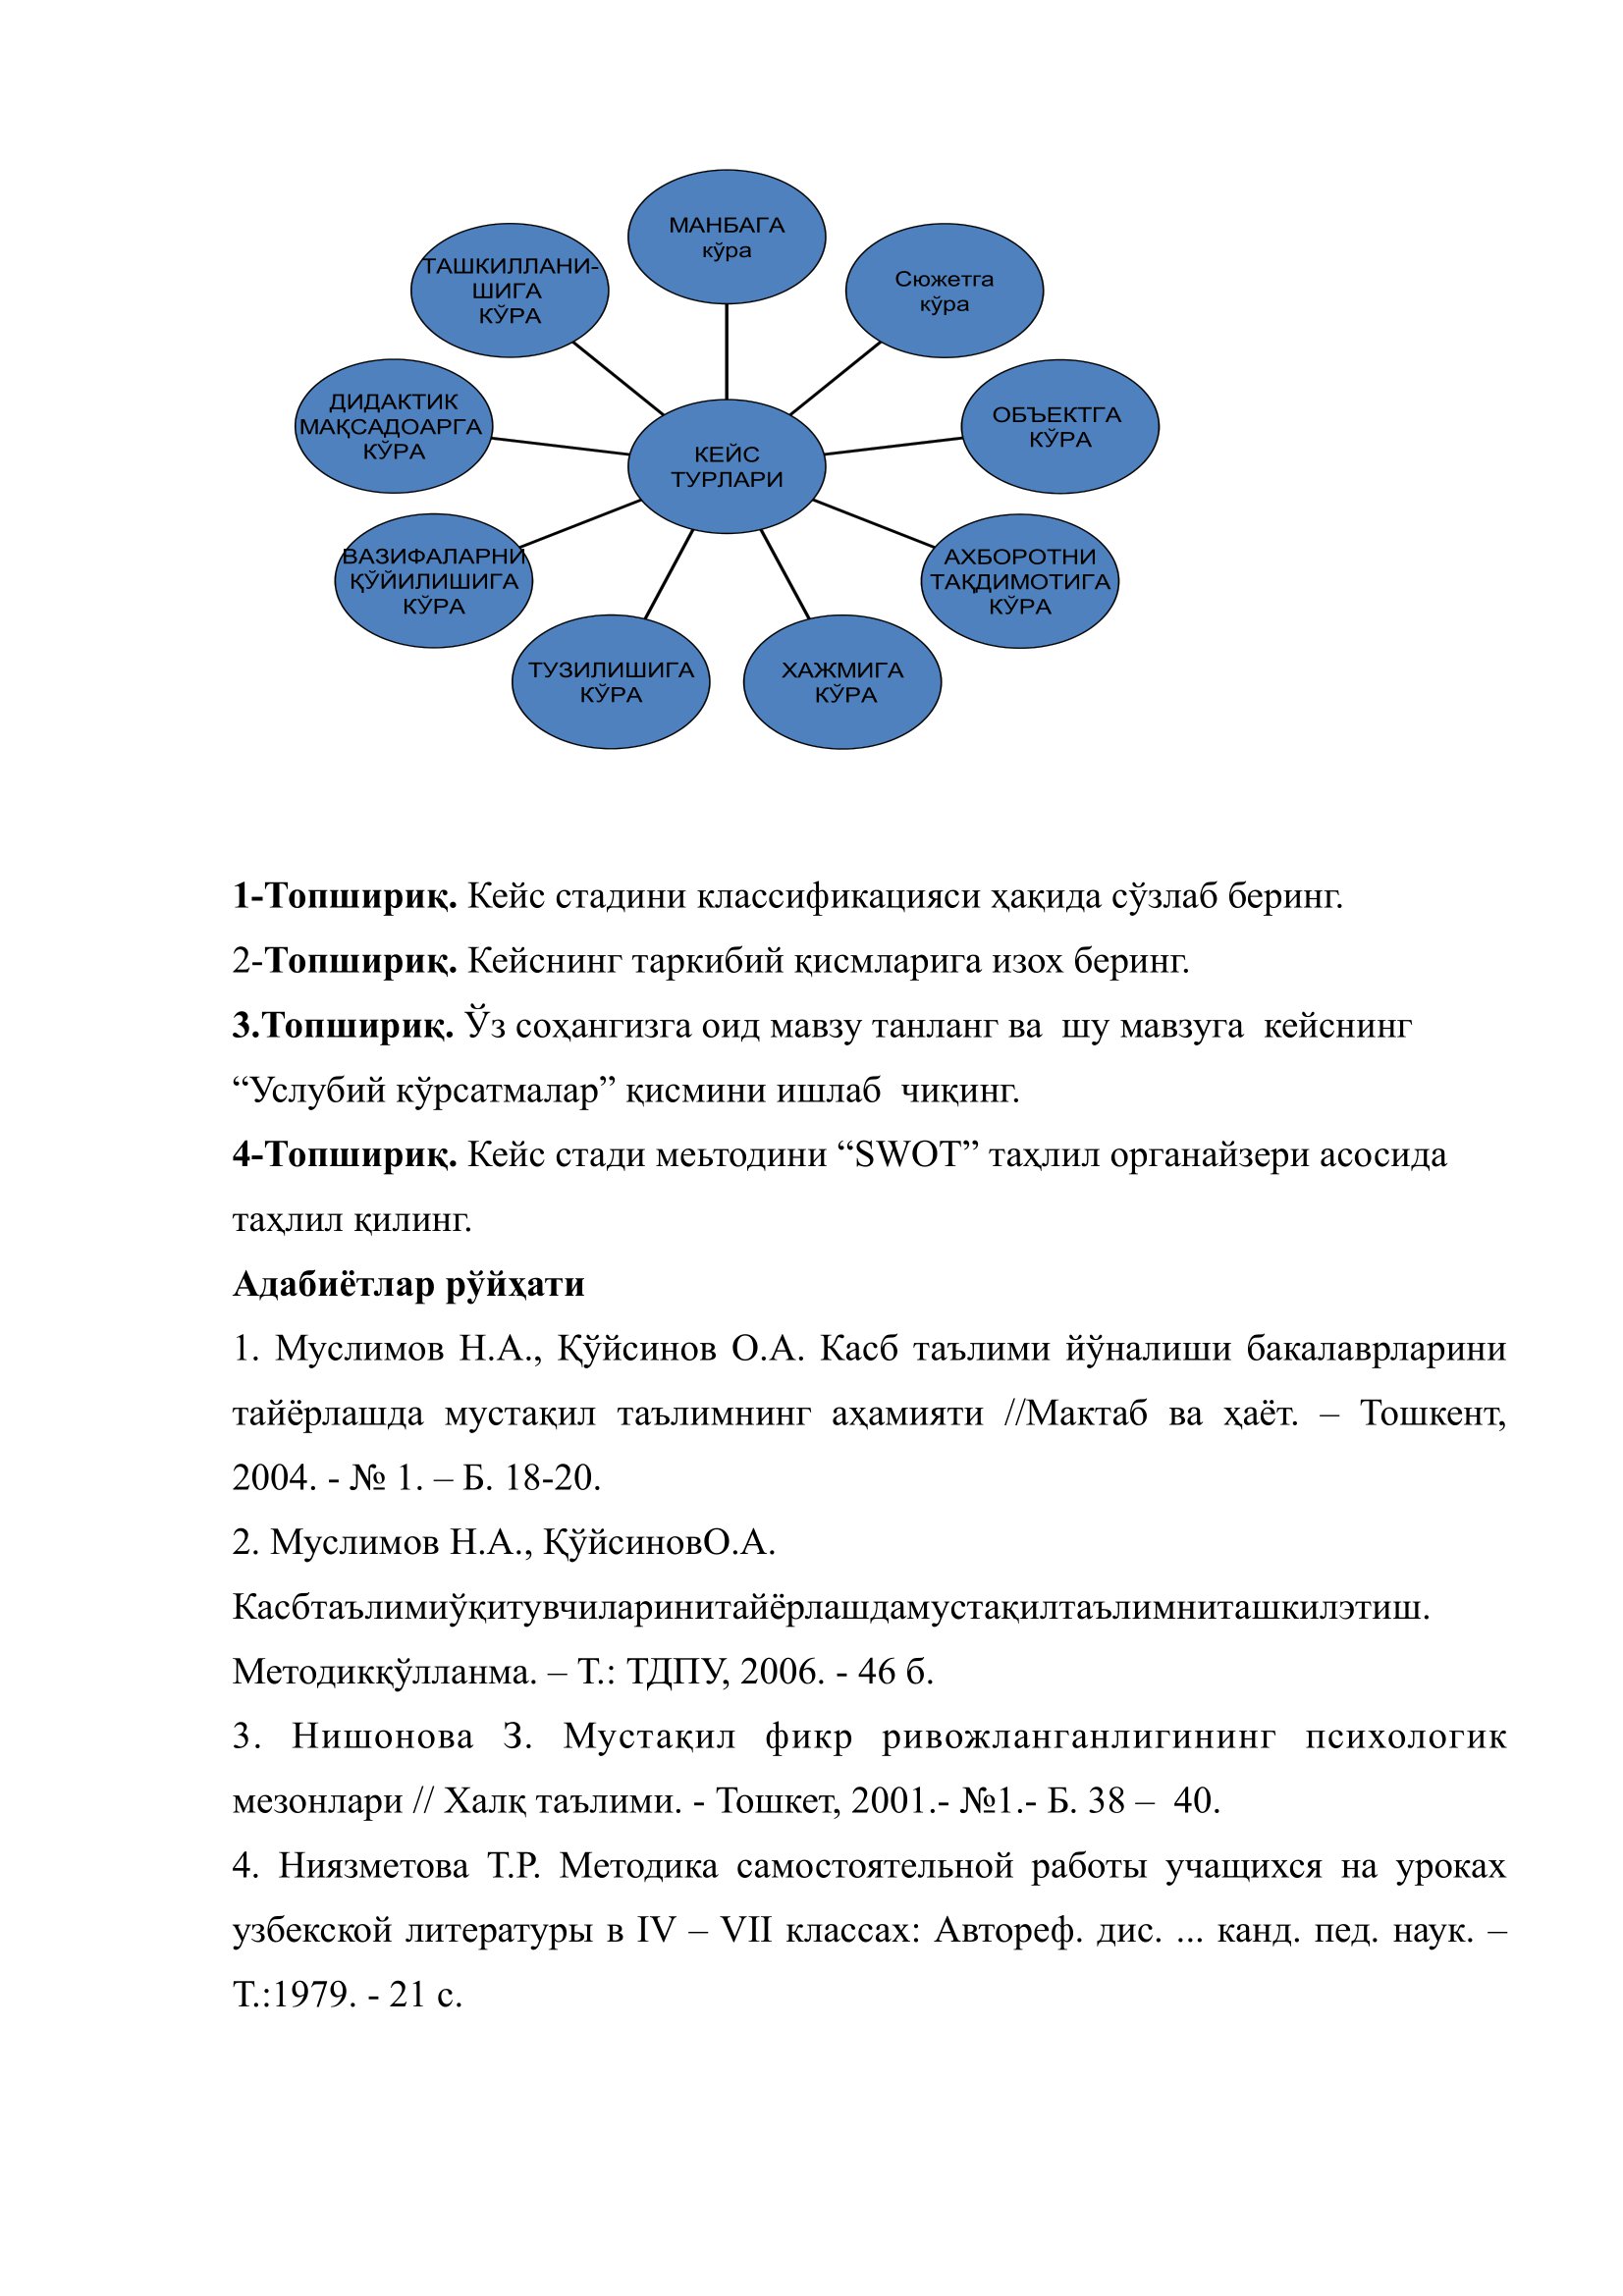 МАНБАГА
кўра
Сюжетга
кўра
ОБЪЕКТГА
КЎРА
АХБОРОТНИ
ТАҚДИМОТИГА
КЎРА
ХАЖМИГА
КЎРА
ТУЗИЛИШИГА
КЎРА
ВАЗИФАЛАРНИ
ҚЎЙИЛИШИГА
КЎРА
ДИДАКТИК
МАҚСАДОАРГА
КЎРА
ТАШКИЛЛАНИ-
ШИГА
КЎРА
КЕЙС
ТУРЛАРИ
1-Топшириқ. Кейс стадини классификацияси ҳақида сўзлаб беринг.
2-Топшириқ. Кейснинг таркибий қисмларига изох беринг.
3.Топшириқ. Ўз соҳангизга оид мавзу танланг ва шу мавзуга кейснинг
“Услубий кўрсатмалар” қисмини ишлаб чиқинг.
4-Топшириқ. Кейс стади меьтодини “SWOT” таҳлил органайзери асосида
таҳлил қилинг.
Адабиётлар рўйҳати
1. Муслимов Н.А., Қўйсинов О.А. Касб таълими йўналиши бакалаврларини
тайёрлашда мустақил таълимнинг аҳамияти //Мактаб ва ҳаёт. – Тошкент,
2004. - № 1. – Б. 18-20.
2. Муслимов Н.А., ҚўйсиновО.А.
Касбтаълимиўқитувчиларинитайёрлашдамустақилтаълимниташкилэтиш.
Методикқўлланма. – Т.: ТДПУ, 2006. - 46 б.
3. Нишонова З. Мустақил фикр ривожланганлигининг психологик
мезонлари // Халқ таълими. - Тошкет, 2001.- №1.- Б. 38 – 40.
4. Ниязметова Т.Р. Методика самостоятельной работы учащихся на уроках
узбекской литературы в IV – VII классах: Автореф. дис. ... канд. пед. наук. –
Т.:1979. - 21 с.